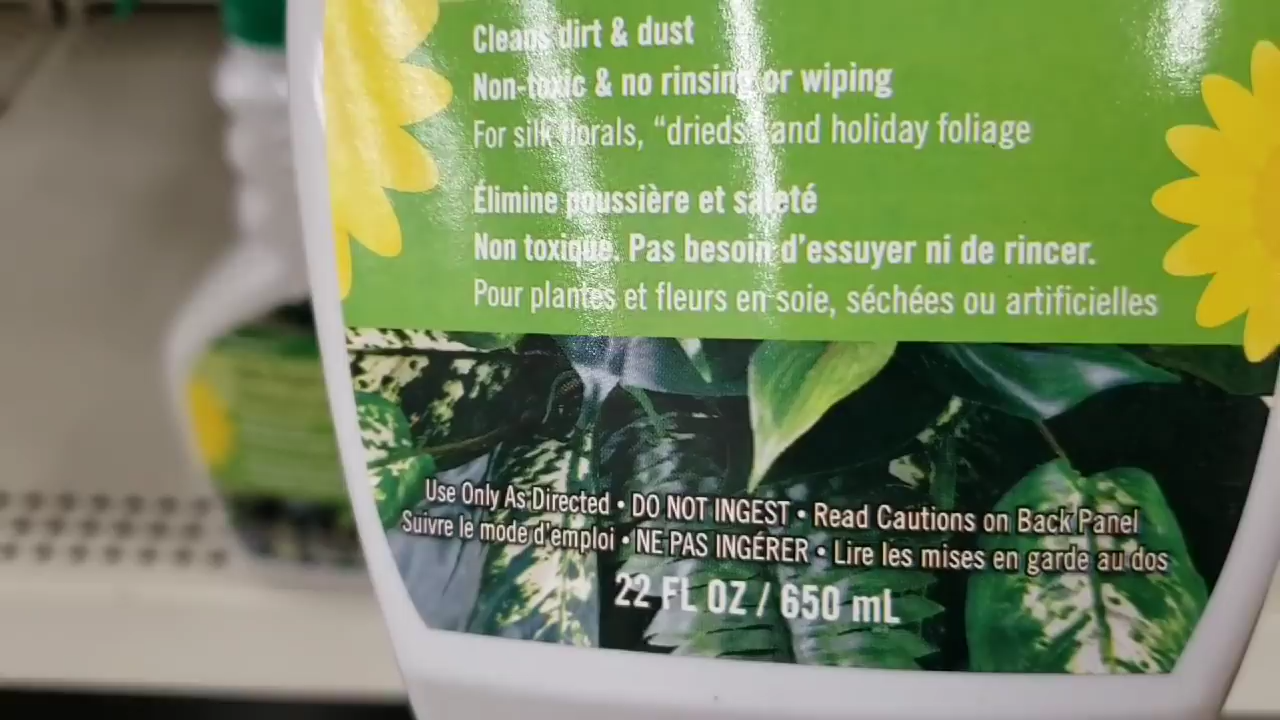 Cleans dirt & dust
Non-toxic & no rinsing or wiping
For silk florals, “drieds” and holiday foliage
Élimine poussière et saleté
Non toxique. Pas besoin d’essuyer ni de rincer.
Pour plantes et fleurs en soie, séchées ou artificielles
Use Only As Directed • DO NOT INGEST • Read Cautions on Back Panel
Suivre le mode d’emploi • NE PAS INGÉRER • Lire les mises en garde au dos
22 FL OZ / 650 mL